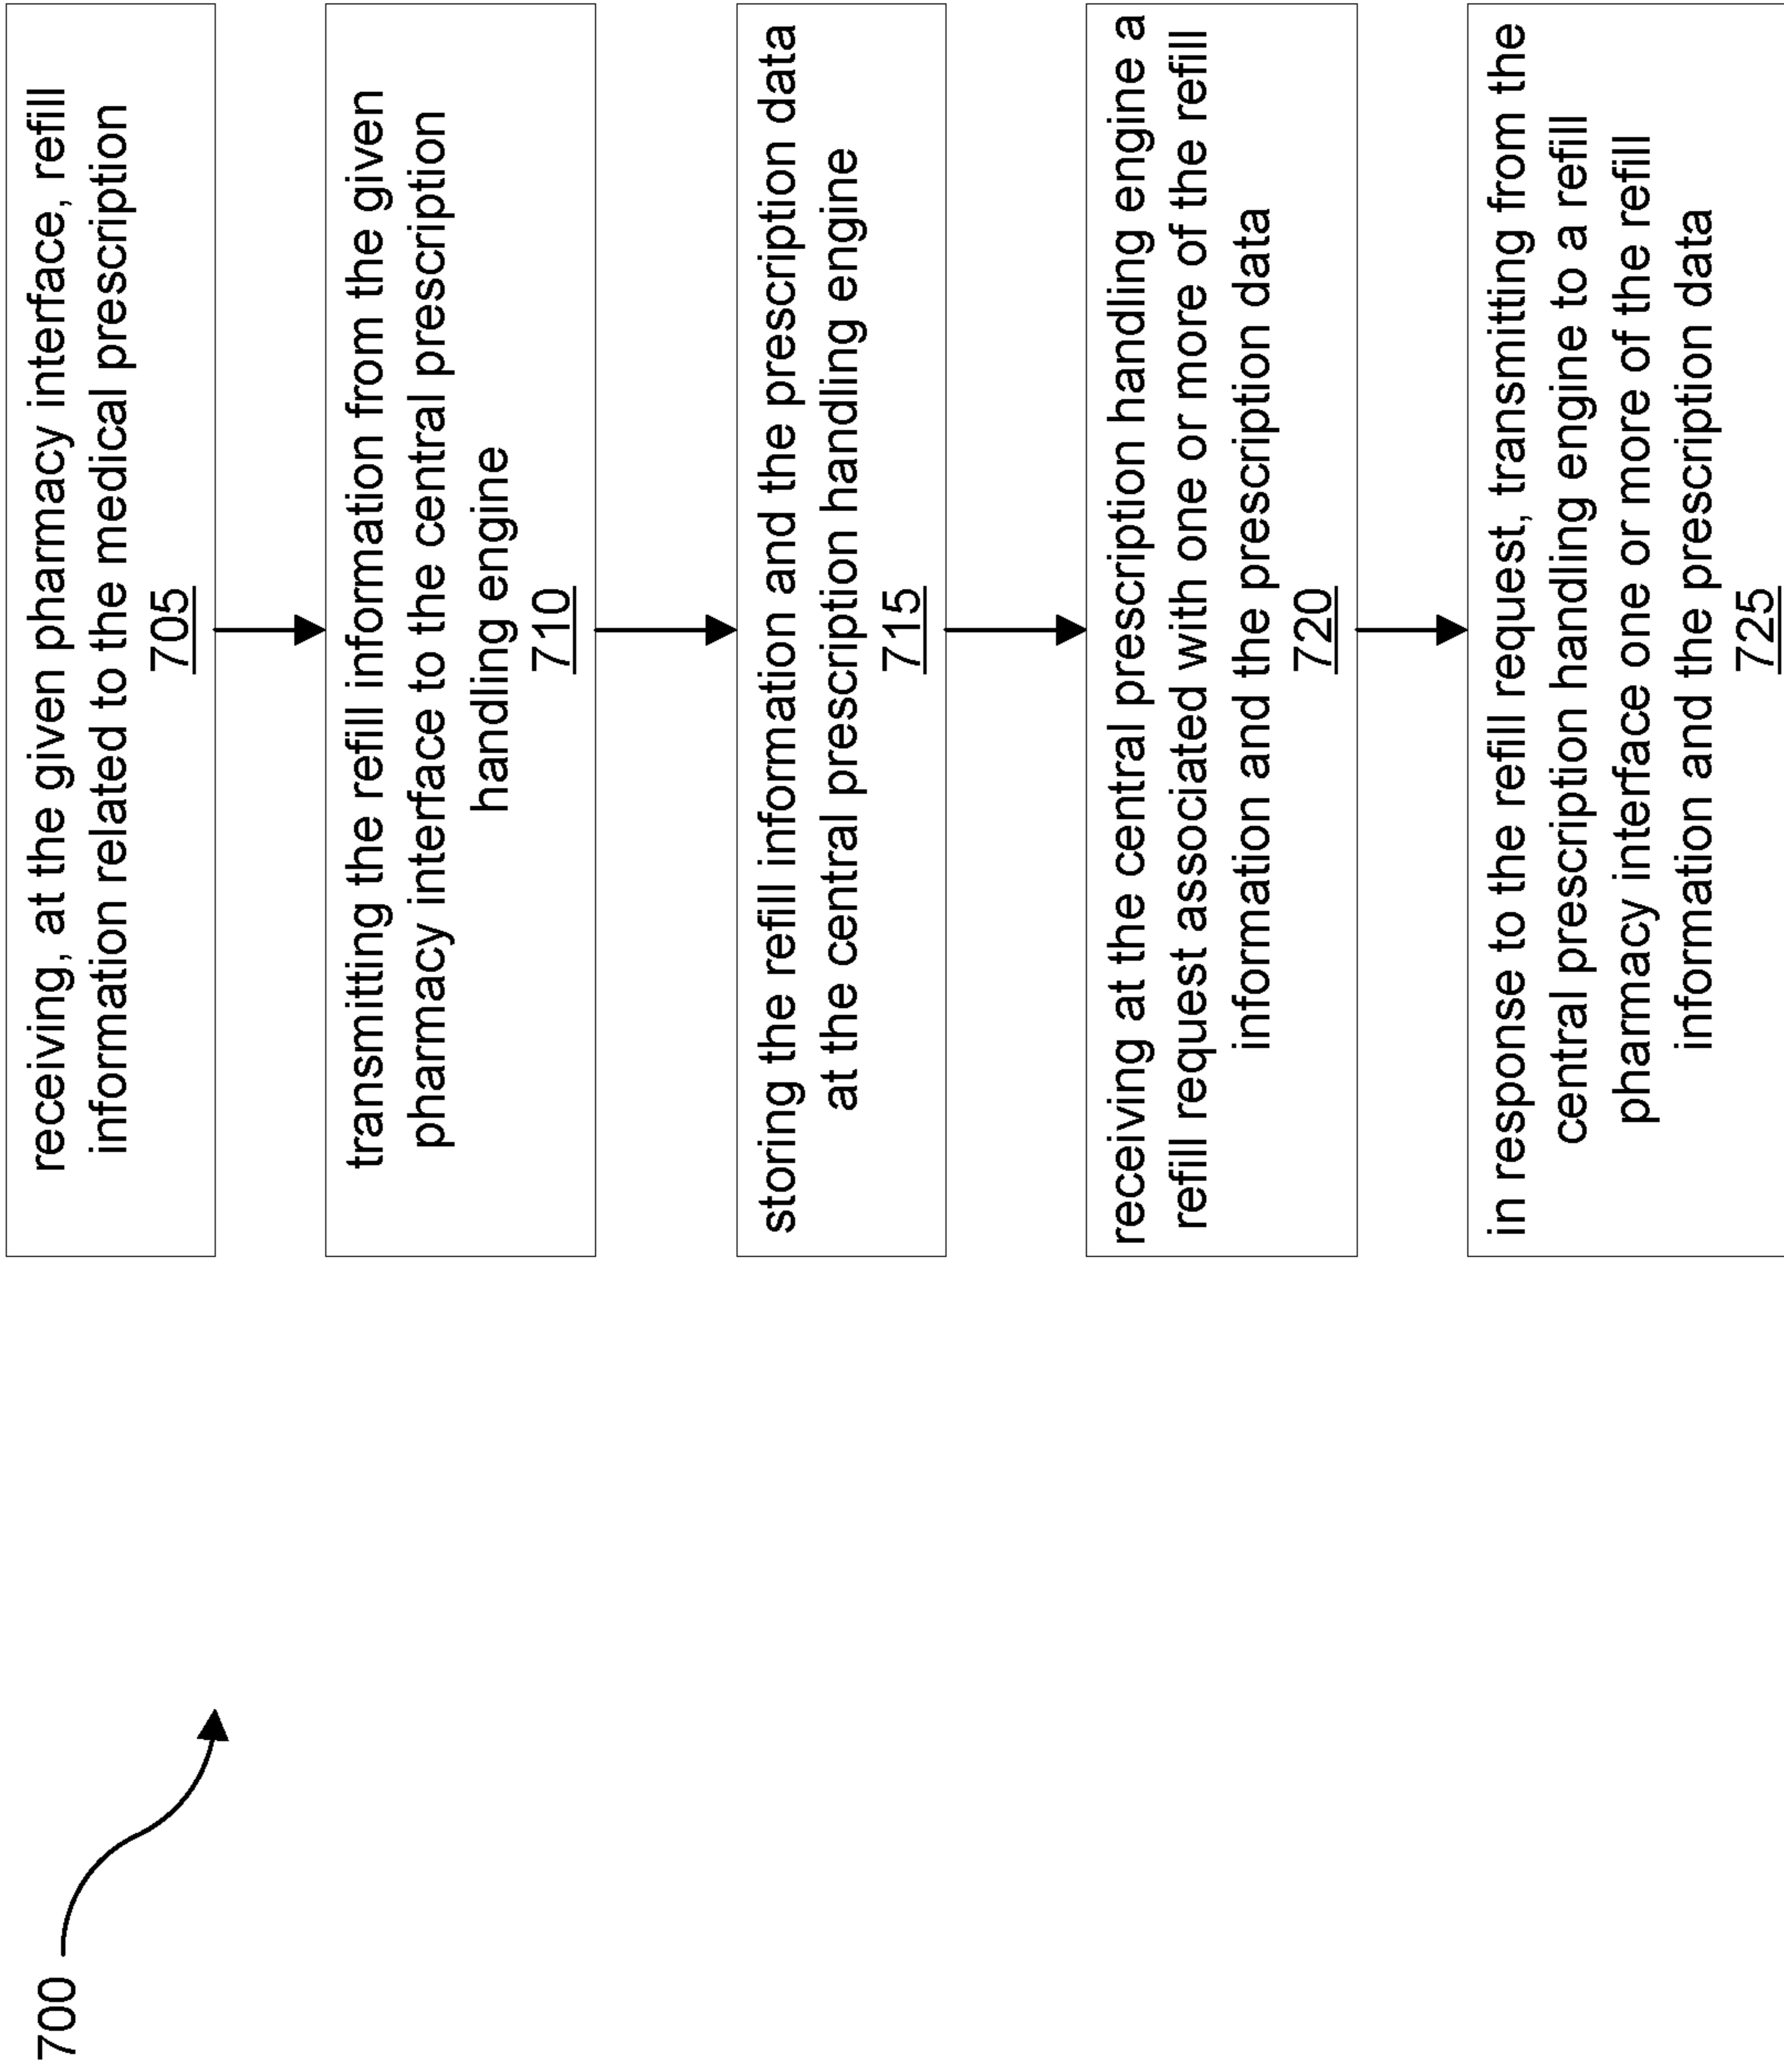 700
receiving, at the given pharmacy interface, refill
information related to the medical prescription
705
transmitting the refill information from the given
pharmacy interface to the central prescription
handling engine
710
storing the refill information and the prescription data
at the central prescription handling engine
715
receiving at the central prescription handling engine a
refill request associated with one or more of the refill
information and the prescription data
720
in response to the refill request, transmitting from the
central prescription handling engine to a refill
pharmacy interface one or more of the refill
information and the prescription data
725